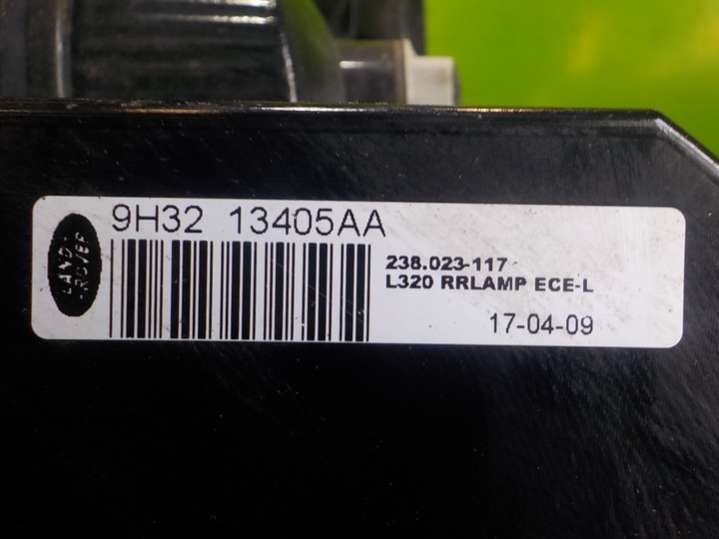 LAND
ROVER
9H32 13405AA
238.023-117
L320 RRLAMP ECE-L
17-04-09